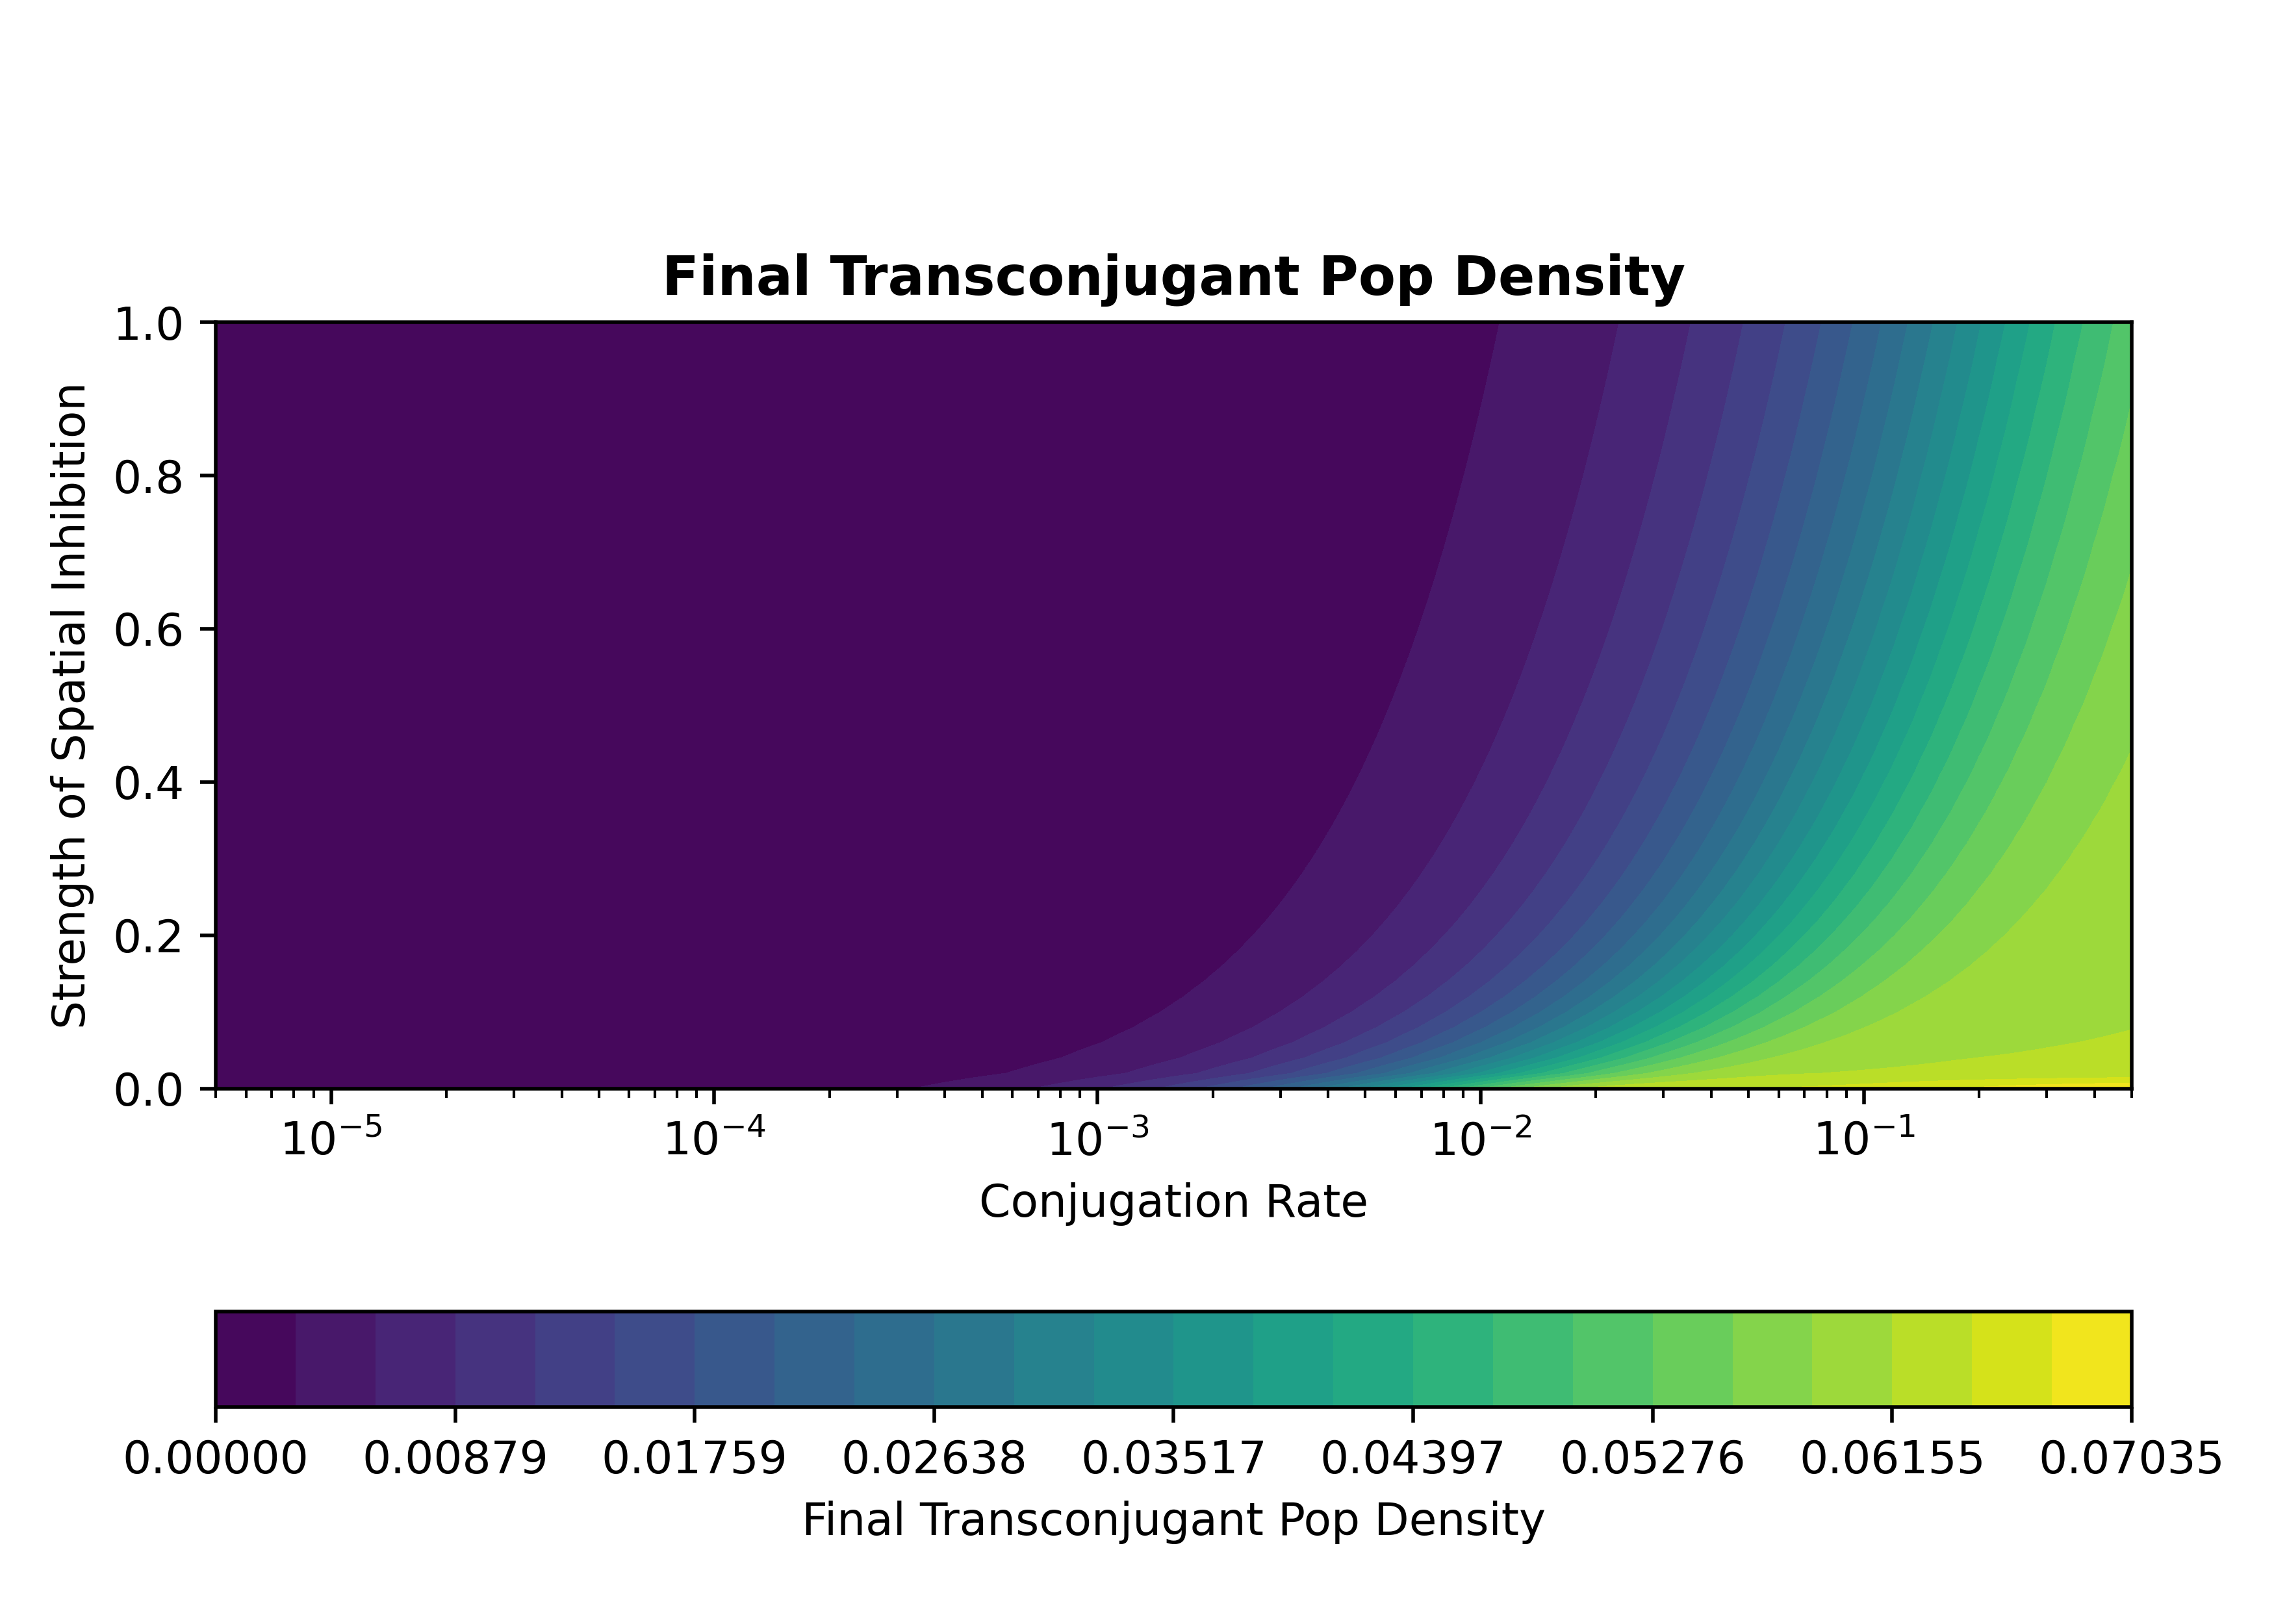 Final Transconjugant Pop Density
1.0
0.8
0.6
0.4
0.2
0.0
Strength of Spatial Inhibition
10⁻⁵ 10⁻⁴ 10⁻³ 10⁻² 10⁻¹
Conjugation Rate
0.00000 0.00879 0.01759 0.02638 0.03517 0.04397 0.05276 0.06155 0.07035
Final Transconjugant Pop Density